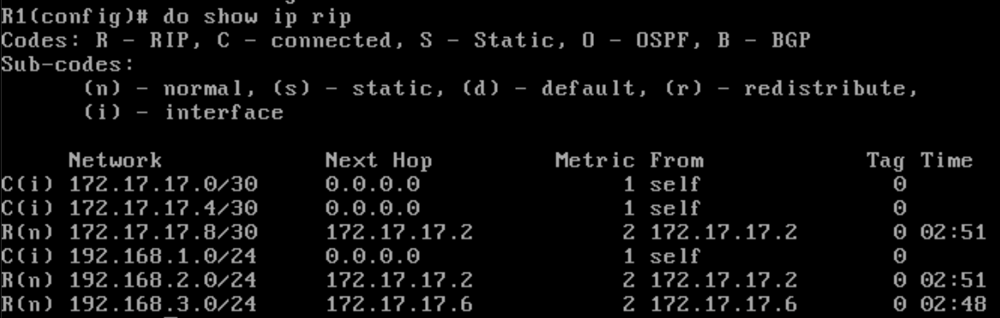 R1(config)# do show ip rip
Codes: R - RIP, C - connected, S - Static, O - OSPF, B - BGP
Sub-codes:
      (n) - normal, (s) - static, (d) - default, (r) - redistribute,
      (i) - interface

     Network            Next Hop         Metric From            Tag Time
C(i) 172.17.17.0/30     0.0.0.0               1 self              0
C(i) 172.17.17.4/30     0.0.0.0               1 self              0
R(n) 172.17.17.8/30     172.17.17.2           2 172.17.17.2       0 02:51
C(i) 192.168.1.0/24     0.0.0.0               1 self              0
R(n) 192.168.2.0/24     172.17.17.2           2 172.17.17.2       0 02:51
R(n) 192.168.3.0/24     172.17.17.6           2 172.17.17.6       0 02:48